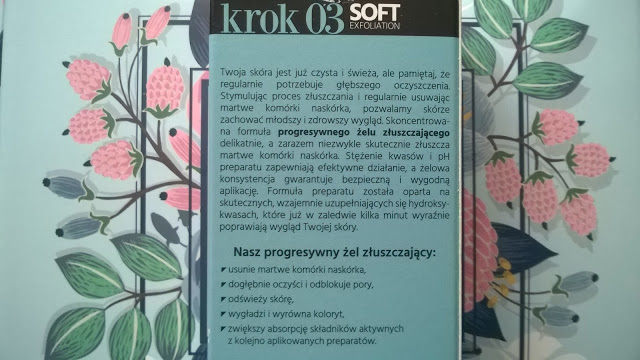 krok 03 SOFT
EXFOLIATION
Twoja skóra jest już czysta i świeża, ale pamiętaj, że
regularnie potrzebuje głębszego oczyszczenia.
Stymulując proces złuszczania i regularnie usuwając
martwe komórki naskórka, pozwalamy skórze
zachować młodszy i zdrowszy wygląd. Skoncentrowa-
na formuła progresywnego żelu złuszczającego
delikatnie, a zarazem niezwykle skutecznie złuszcza
martwe komórki naskórka. Stężenie kwasów i pH
preparatu zapewniają efektywne działanie, a żelowa
konsystencja gwarantuje bezpieczną i wygodną
aplikację. Formuła preparatu została oparta na
skutecznych, wzajemnie uzupełniających się hydroksy-
kwasach, które już w zaledwie kilka minut wyraźnie
poprawiają wygląd Twojej skóry.
Nasz progresywny żel złuszczający:
usunie martwe komórki naskórka,
dogłębnie oczyści i odblokuje pory,
odświeży skórę,
wygładzi i wyrówna koloryt,
zwiększy absorpcję składników aktywnych
z kolejno aplikowanych preparatów.